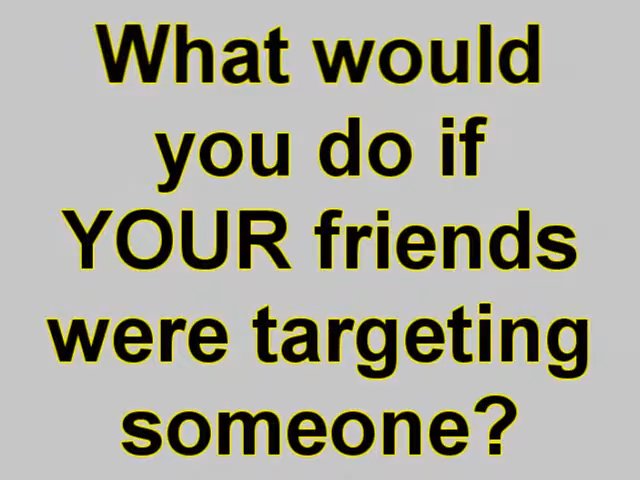 What would
you do if
YOUR friends
were targeting
someone?